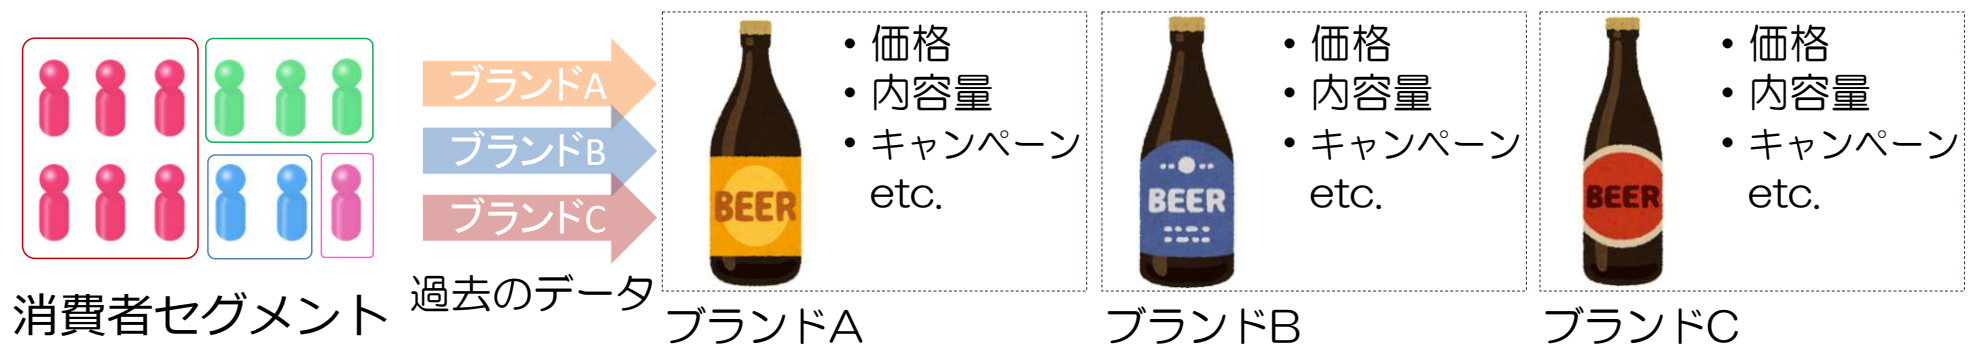 消費者セグメント
ブランドA
ブランドB
ブランドC
過去のデータ
BEER
• 価格
• 内容量
• キャンペーン
etc.
ブランドA
BEER
• 価格
• 内容量
• キャンペーン
etc.
ブランドB
BEER
• 価格
• 内容量
• キャンペーン
etc.
ブランドC